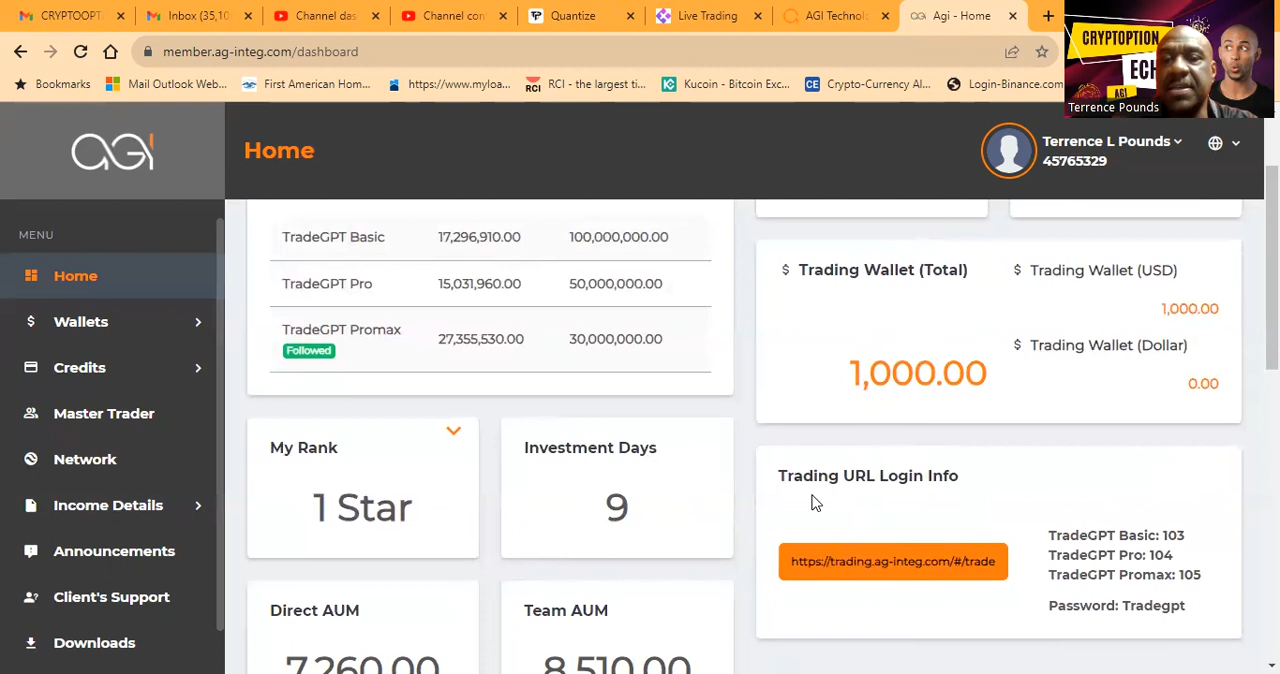 CRYPTOOPT
Inbox (35,10
Channel das
Channel con
Quantize
Live Trading
AGI Technol
Agi - Home
member.ag-integ.com/dashboard
Bookmarks
Mail Outlook Web...
First American Hom...
https://www.myloa...
RCI - the largest ti...
Kucoin - Bitcoin Exc...
Crypto-Currency Al...
Login-Binance.com
CRYPTOPTION
ECH
AGI
Terrence Pounds
AGI
Home
Terrence L Pounds
45765329
MENU
Home
Wallets
Credits
Master Trader
Network
Income Details
Announcements
Client's Support
Downloads
TradeGPT Basic 17,296,910.00 100,000,000.00
TradeGPT Pro 15,031,960.00 50,000,000.00
TradeGPT Promax 27,355,530.00 30,000,000.00
Followed
My Rank
1 Star
Investment Days
9
Direct AUM
7,260.00
Team AUM
8,510.00
$ Trading Wallet (Total)
1,000.00
$ Trading Wallet (USD)
1,000.00
$ Trading Wallet (Dollar)
0.00
Trading URL Login Info
https://trading.ag-integ.com/#/trade
TradeGPT Basic: 103
TradeGPT Pro: 104
TradeGPT Promax: 105
Password: Tradegpt